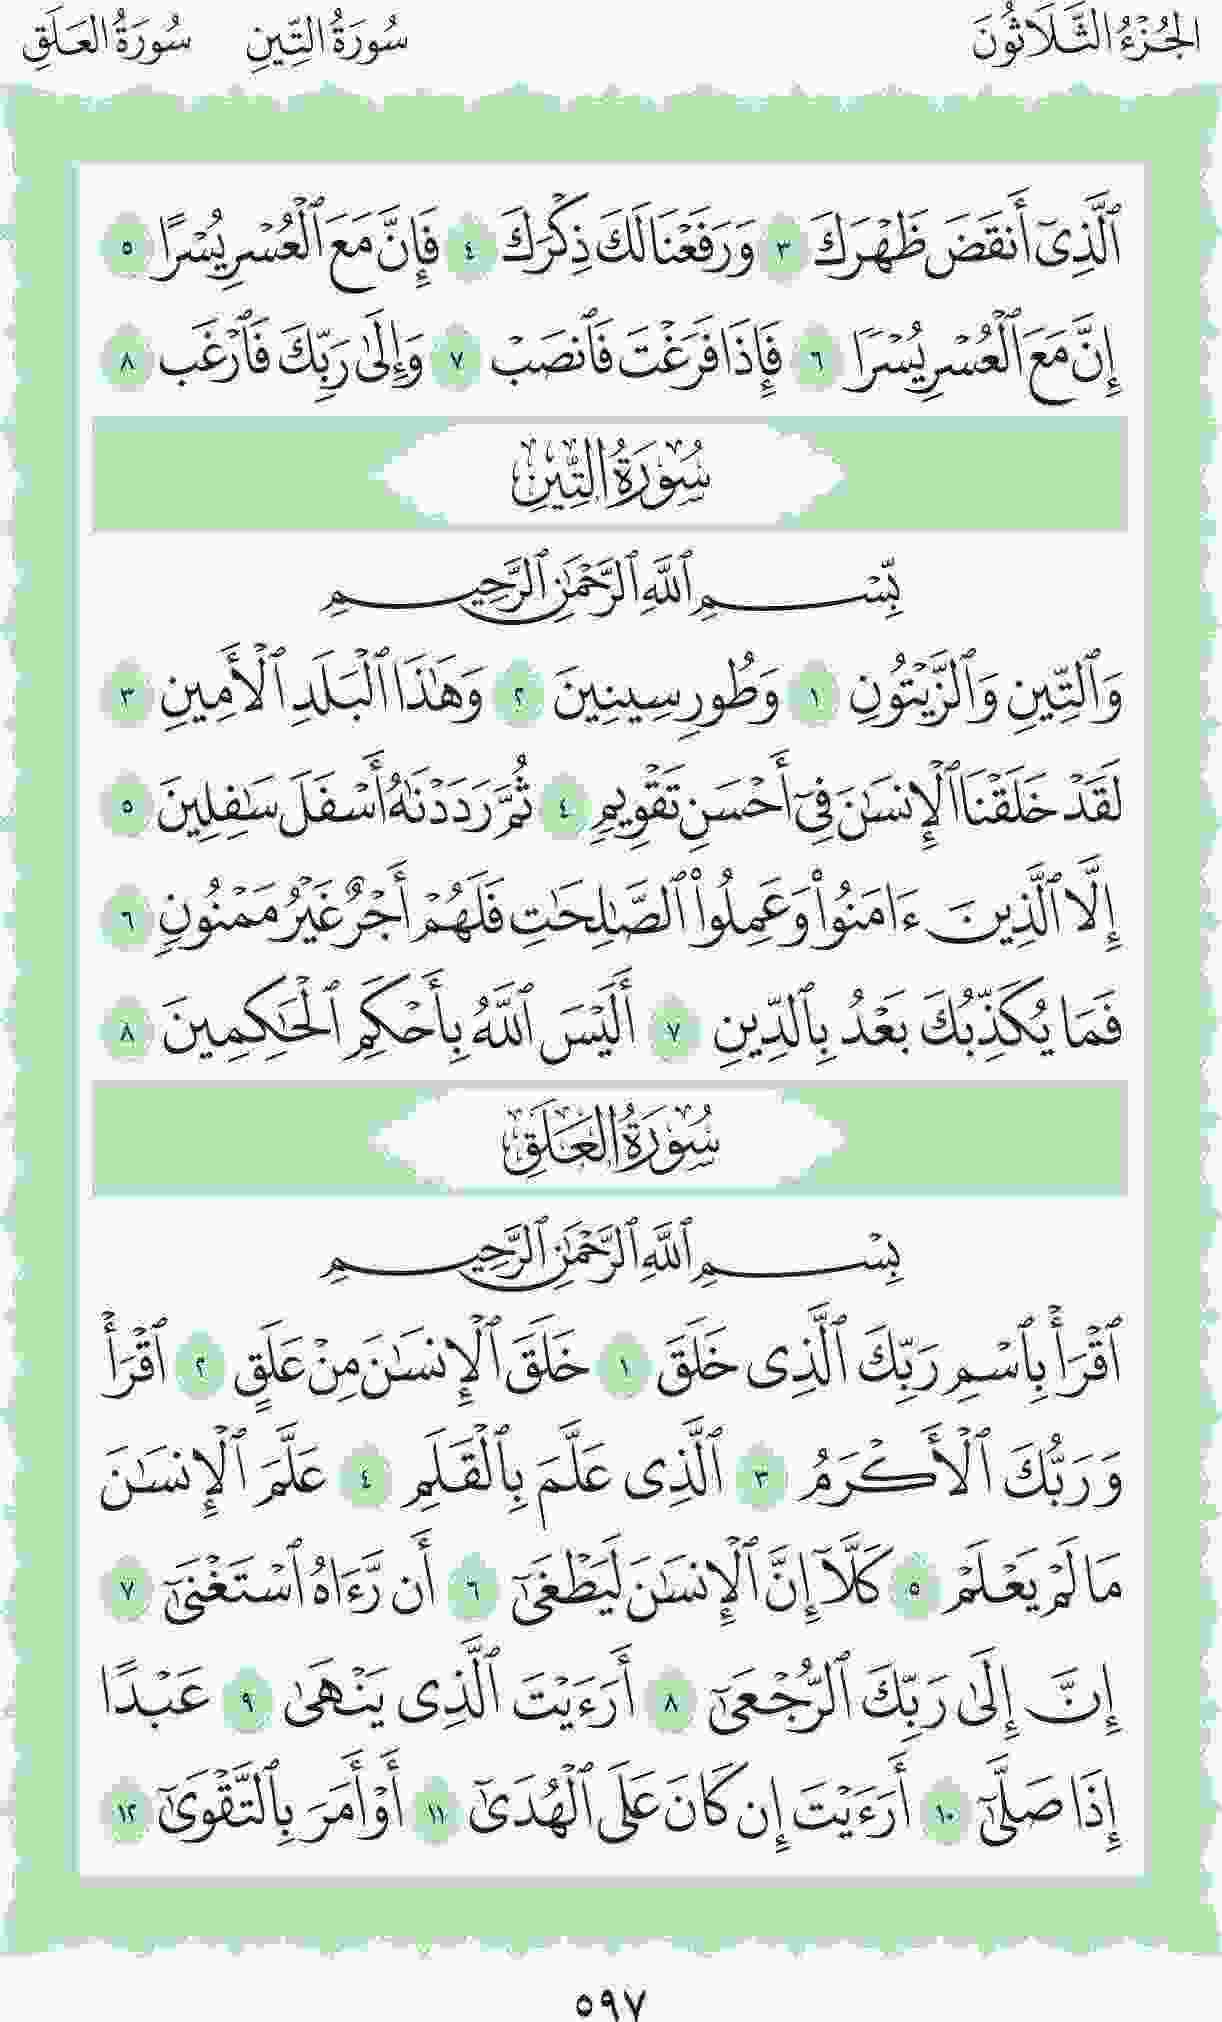 الجُزْءُ الثَّلَاثُونَ سُورَةُ التِّينِ سُورَةُ العَلَقِ
ٱلَّذِىٓ أَنقَضَ ظَهْرَكَ ٣ وَرَفَعْنَا لَكَ ذِكْرَكَ ٤ فَإِنَّ مَعَ ٱلْعُسْرِ يُسْرًا ٥
إِنَّ مَعَ ٱلْعُسْرِ يُسْرًا ٦ فَإِذَا فَرَغْتَ فَٱنصَبْ ٧ وَإِلَىٰ رَبِّكَ فَٱرْغَب ٨
سُورَةُ التِّينِ
بِّسْمِ ٱللَّهِ ٱلرَّحْمَٰنِ ٱلرَّحِيمِ
وَٱلتِّينِ وَٱلزَّيْتُونِ ١ وَطُورِ سِينِينَ ٢ وَهَٰذَا ٱلْبَلَدِ ٱلْأَمِينِ ٣
لَقَدْ خَلَقْنَا ٱلْإِنسَٰنَ فِىٓ أَحْسَنِ تَقْوِيمٍ ٤ ثُمَّ رَدَدْنَٰهُ أَسْفَلَ سَٰفِلِينَ ٥
إِلَّا ٱلَّذِينَ ءَامَنُوا۟ وَعَمِلُوا۟ ٱلصَّٰلِحَٰتِ فَلَهُمْ أَجْرٌ غَيْرُ مَمْنُونٍ ٦
فَمَا يُكَذِّبُكَ بَعْدُ بِٱلدِّينِ ٧ أَلَيْسَ ٱللَّهُ بِأَحْكَمِ ٱلْحَٰكِمِينَ ٨
سُورَةُ العَلَقِ
بِسْمِ ٱللَّهِ ٱلرَّحْمَٰنِ ٱلرَّحِيمِ
ٱقْرَأْ بِٱسْمِ رَبِّكَ ٱلَّذِى خَلَقَ ١ خَلَقَ ٱلْإِنسَٰنَ مِنْ عَلَقٍ ٢ ٱقْرَأْ
وَرَبُّكَ ٱلْأَكْرَمُ ٣ ٱلَّذِى عَلَّمَ بِٱلْقَلَمِ ٤ عَلَّمَ ٱلْإِنسَٰنَ
مَا لَمْ يَعْلَمْ ٥ كَلَّآ إِنَّ ٱلْإِنسَٰنَ لَيَطْغَىٰٓ ٦ أَن رَّءَاهُ ٱسْتَغْنَىٰٓ ٧
إِنَّ إِلَىٰ رَبِّكَ ٱلرُّجْعَىٰٓ ٨ أَرَءَيْتَ ٱلَّذِى يَنْهَىٰ ٩ عَبْدًا
إِذَا صَلَّىٰٓ ١٠ أَرَءَيْتَ إِن كَانَ عَلَى ٱلْهُدَىٰٓ ١١ أَوْ أَمَرَ بِٱلتَّقْوَىٰٓ ١٢
٥٩٧